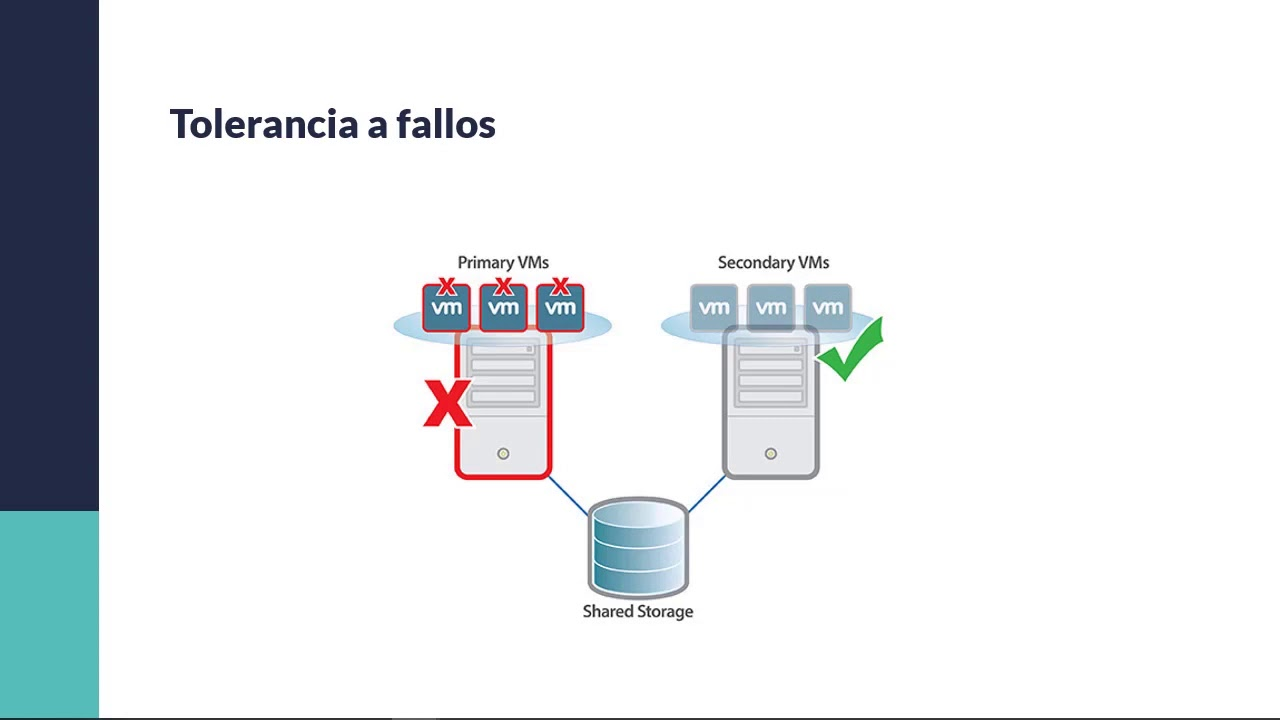 Tolerancia a fallos
Primary VMs
Secondary VMs
X X X
vm vm vm
vm vm vm
X
Shared Storage